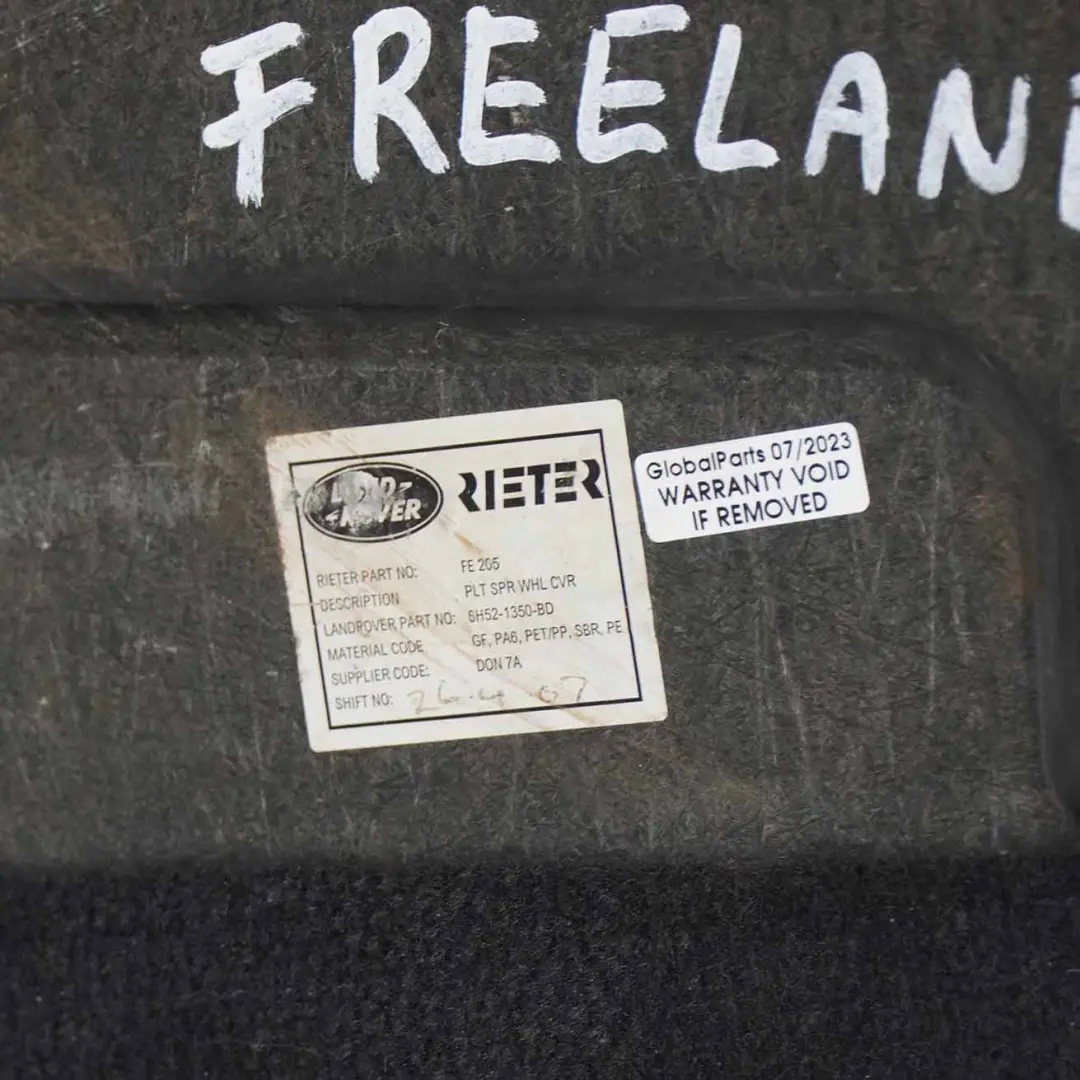 FREELAN
LAND-
-ROVER
RIETER
GlobalParts 07/2023
WARRANTY VOID
IF REMOVED
RIETER PART NO: FE 205
DESCRIPTION PLT SPR WHL CVR
LANDROVER PART NO: 6H52-1350-BD
MATERIAL CODE GF, PA6, PET/PP, SBR, PE
SUPPLIER CODE: DON 7A
SHIFT NO: 26.4.07